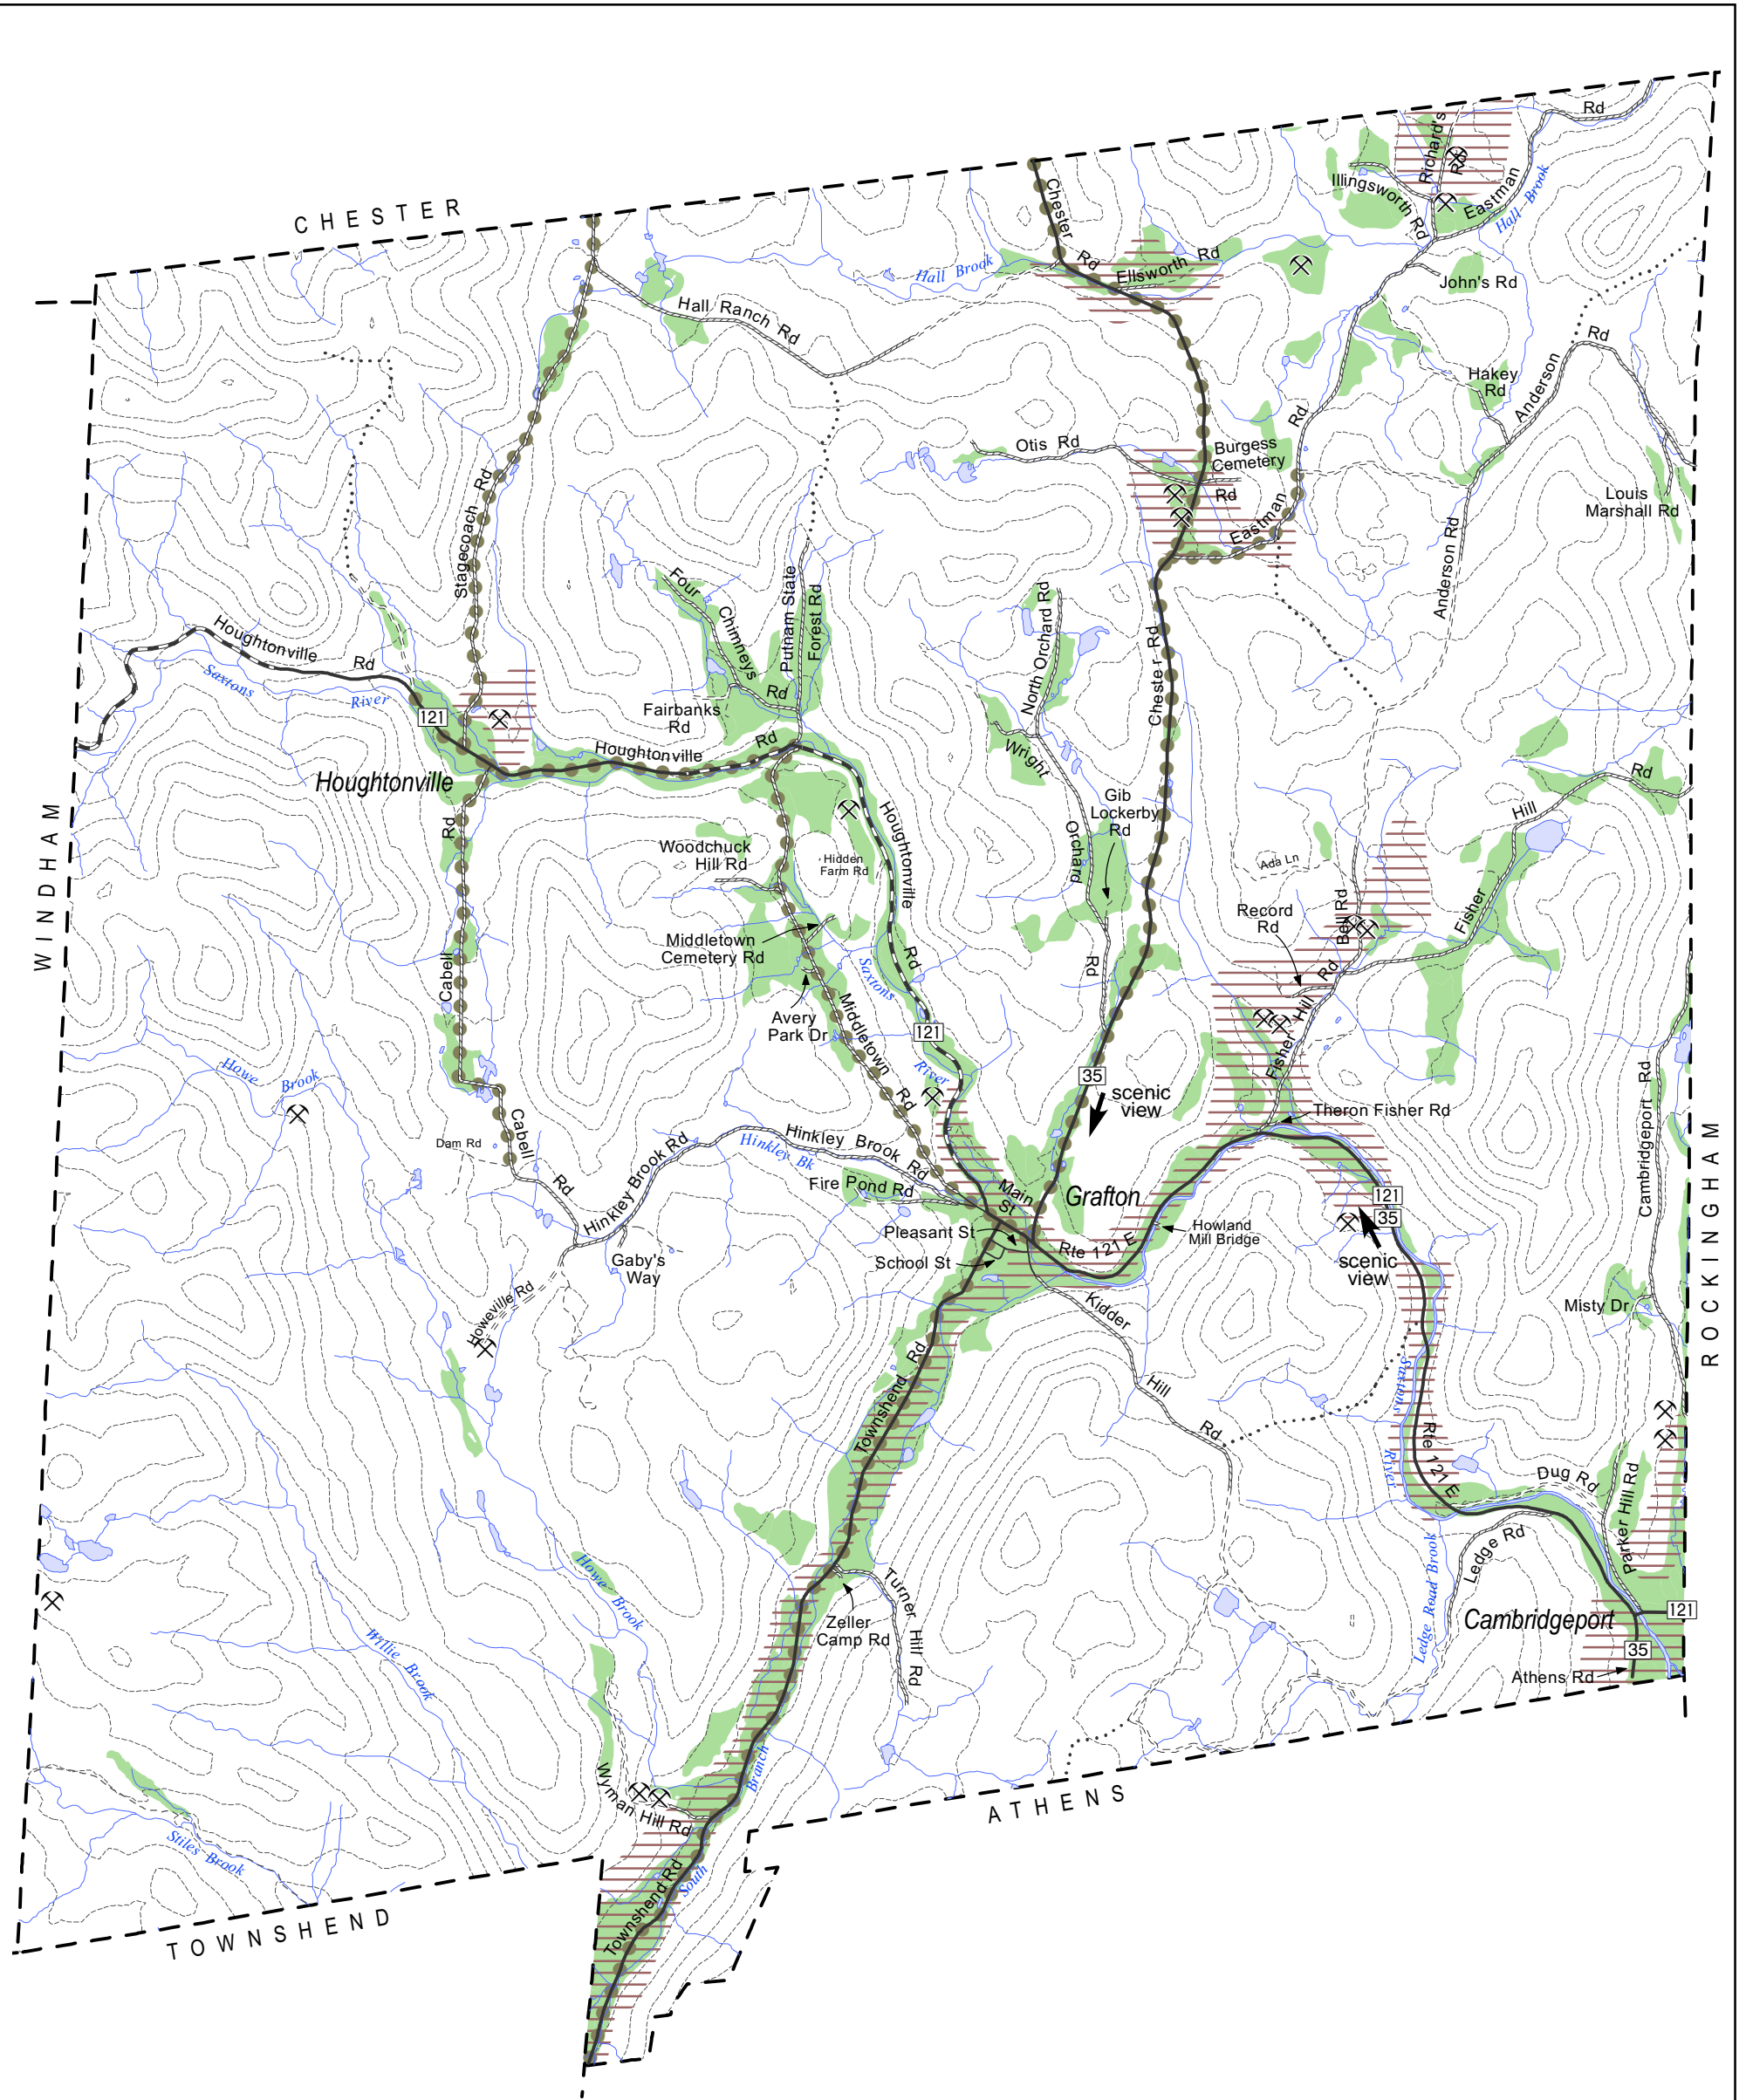 CHESTER
Rd
Richard's
Rd
Illingsworth Rd
Eastman
Hall Brook
John's Rd
Chester
Rd
Ellsworth Rd
Hall Brook
Hall Ranch Rd
Rd
Anderson
Hakey
Rd
Rd
Otis Rd
Burgess
Cemetery
Rd
Eastman
Louis
Marshall Rd
Anderson Rd
Stagecoach Rd
Four
Chimneys
Rd
Putnam State
Forest Rd
North Orchard Rd
Chester Rd
Houghtonville
Rd
Saxtons
River
121
Fairbanks
Rd
Houghtonville
Rd
Wright
Orchard
Rd
Houghtonville
Gib
Lockerby
Rd
Rd
Hill
Fisher
WINDHAM
Rd
Cabell
Woodchuck
Hill Rd
Hidden
Farm Rd
Houghtonville
Rd
Ada Ln
Record
Rd
Bell Rd
Rd
Hill
Fisher
Middletown
Cemetery Rd
Saxtons
River
Avery
Park Dr
Middletown
Rd
121
35
scenic
view
Theron Fisher Rd
Cambridgeport Rd
ROCKINGHAM
Howe
Brook
Dam Rd
Cabell
Rd
Hinkley Brook Rd
Hinkley Brook Rd
Hinkley Bk
Fire Pond Rd
Main
St
Grafton
Pleasant St
School St
Rte 121 E
Howland
Mill Bridge
121
35
scenic
view
Gaby's
Way
Howeville Rd
Kidder
Hill
Rd
Misty Dr
Townshend Rd
Saxtons
River
Rte 121 E
Dug Rd
Parker Hill Rd
Ledge Rd
Ledge Road Brook
Howe
Brook
Willie Brook
Turner Hill Rd
Zeller
Camp Rd
Cambridgeport
121
35
Athens Rd
Wyman Hill Rd
Branch
South
Townshend Rd
ATHENS
Stiles Brook
TOWNSHEND